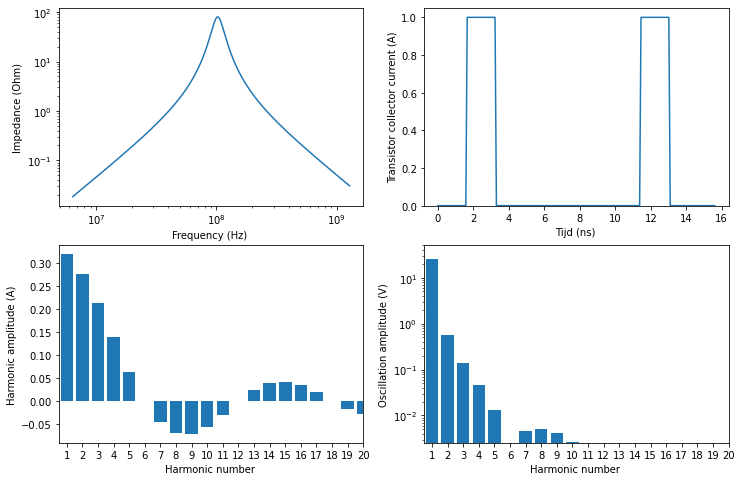 Impedance (Ohm)
10²
10¹
10⁰
10⁻¹
10⁷ 10⁸ 10⁹
Frequency (Hz)
Transistor collector current (A)
1.0
0.8
0.6
0.4
0.2
0.0
0 2 4 6 8 10 12 14 16
Tijd (ns)
Harmonic amplitude (A)
0.30
0.25
0.20
0.15
0.10
0.05
0.00
−0.05
1 2 3 4 5 6 7 8 9 10 11 12 13 14 15 16 17 18 19 20
Harmonic number
Oscillation amplitude (V)
10¹
10⁰
10⁻¹
10⁻²
1 2 3 4 5 6 7 8 9 10 11 12 13 14 15 16 17 18 19 20
Harmonic number